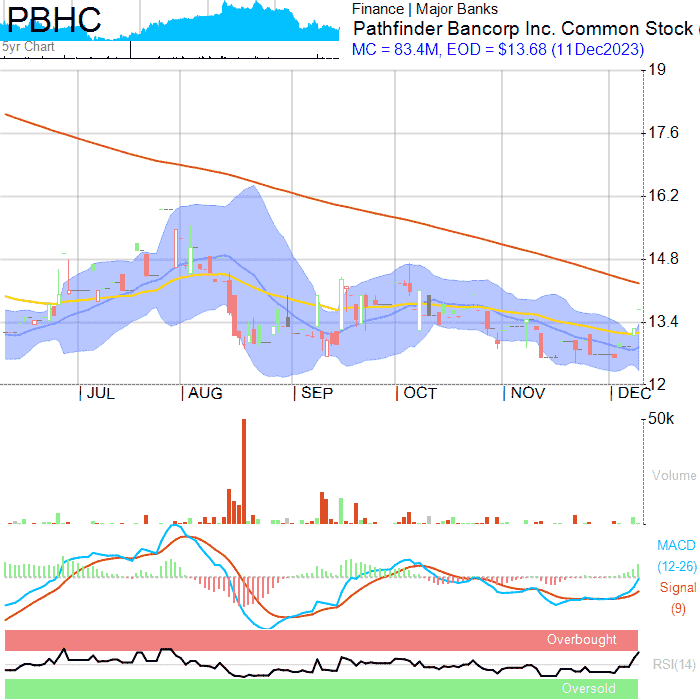 PBHC
5yr Chart
Finance | Major Banks
Pathfinder Bancorp Inc. Common Stock (
MC = 83.4M, EOD = $13.68 (11Dec2023)
19
17.6
16.2
14.8
13.4
12
JUL
AUG
SEP
OCT
NOV
DEC
50k
Volume
MACD
(12-26)
Signal
(9)
Overbought
RSI(14)
Oversold